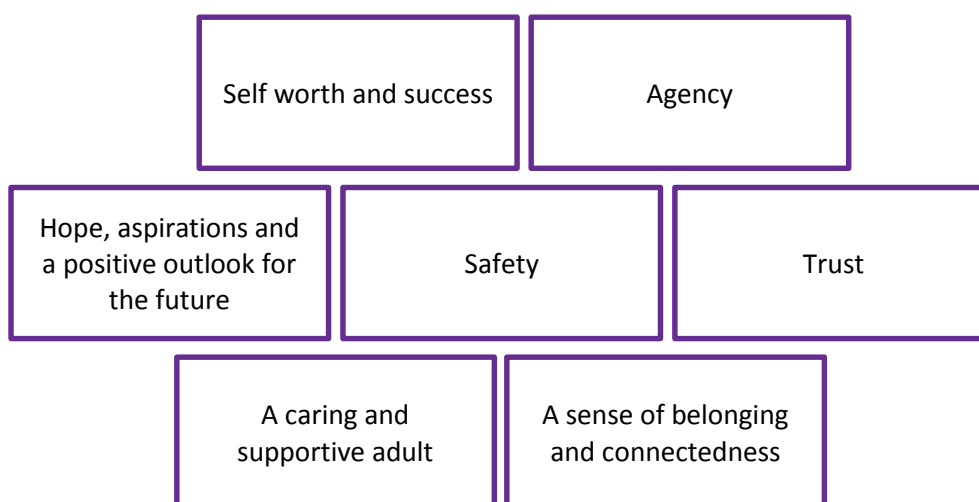 Self worth and success
Agency
Hope, aspirations and
a positive outlook for
the future
Safety
Trust
A caring and
supportive adult
A sense of belonging
and connectedness